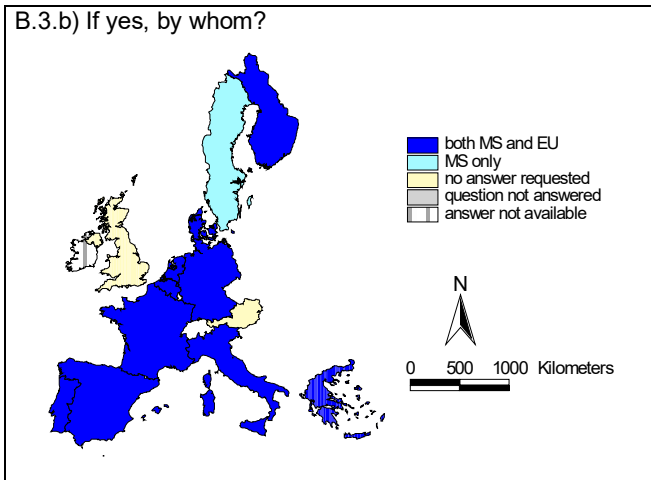 B.3.b) If yes, by whom?
both MS and EU
MS only
no answer requested
question not answered
answer not available
N
0 500 1000 Kilometers